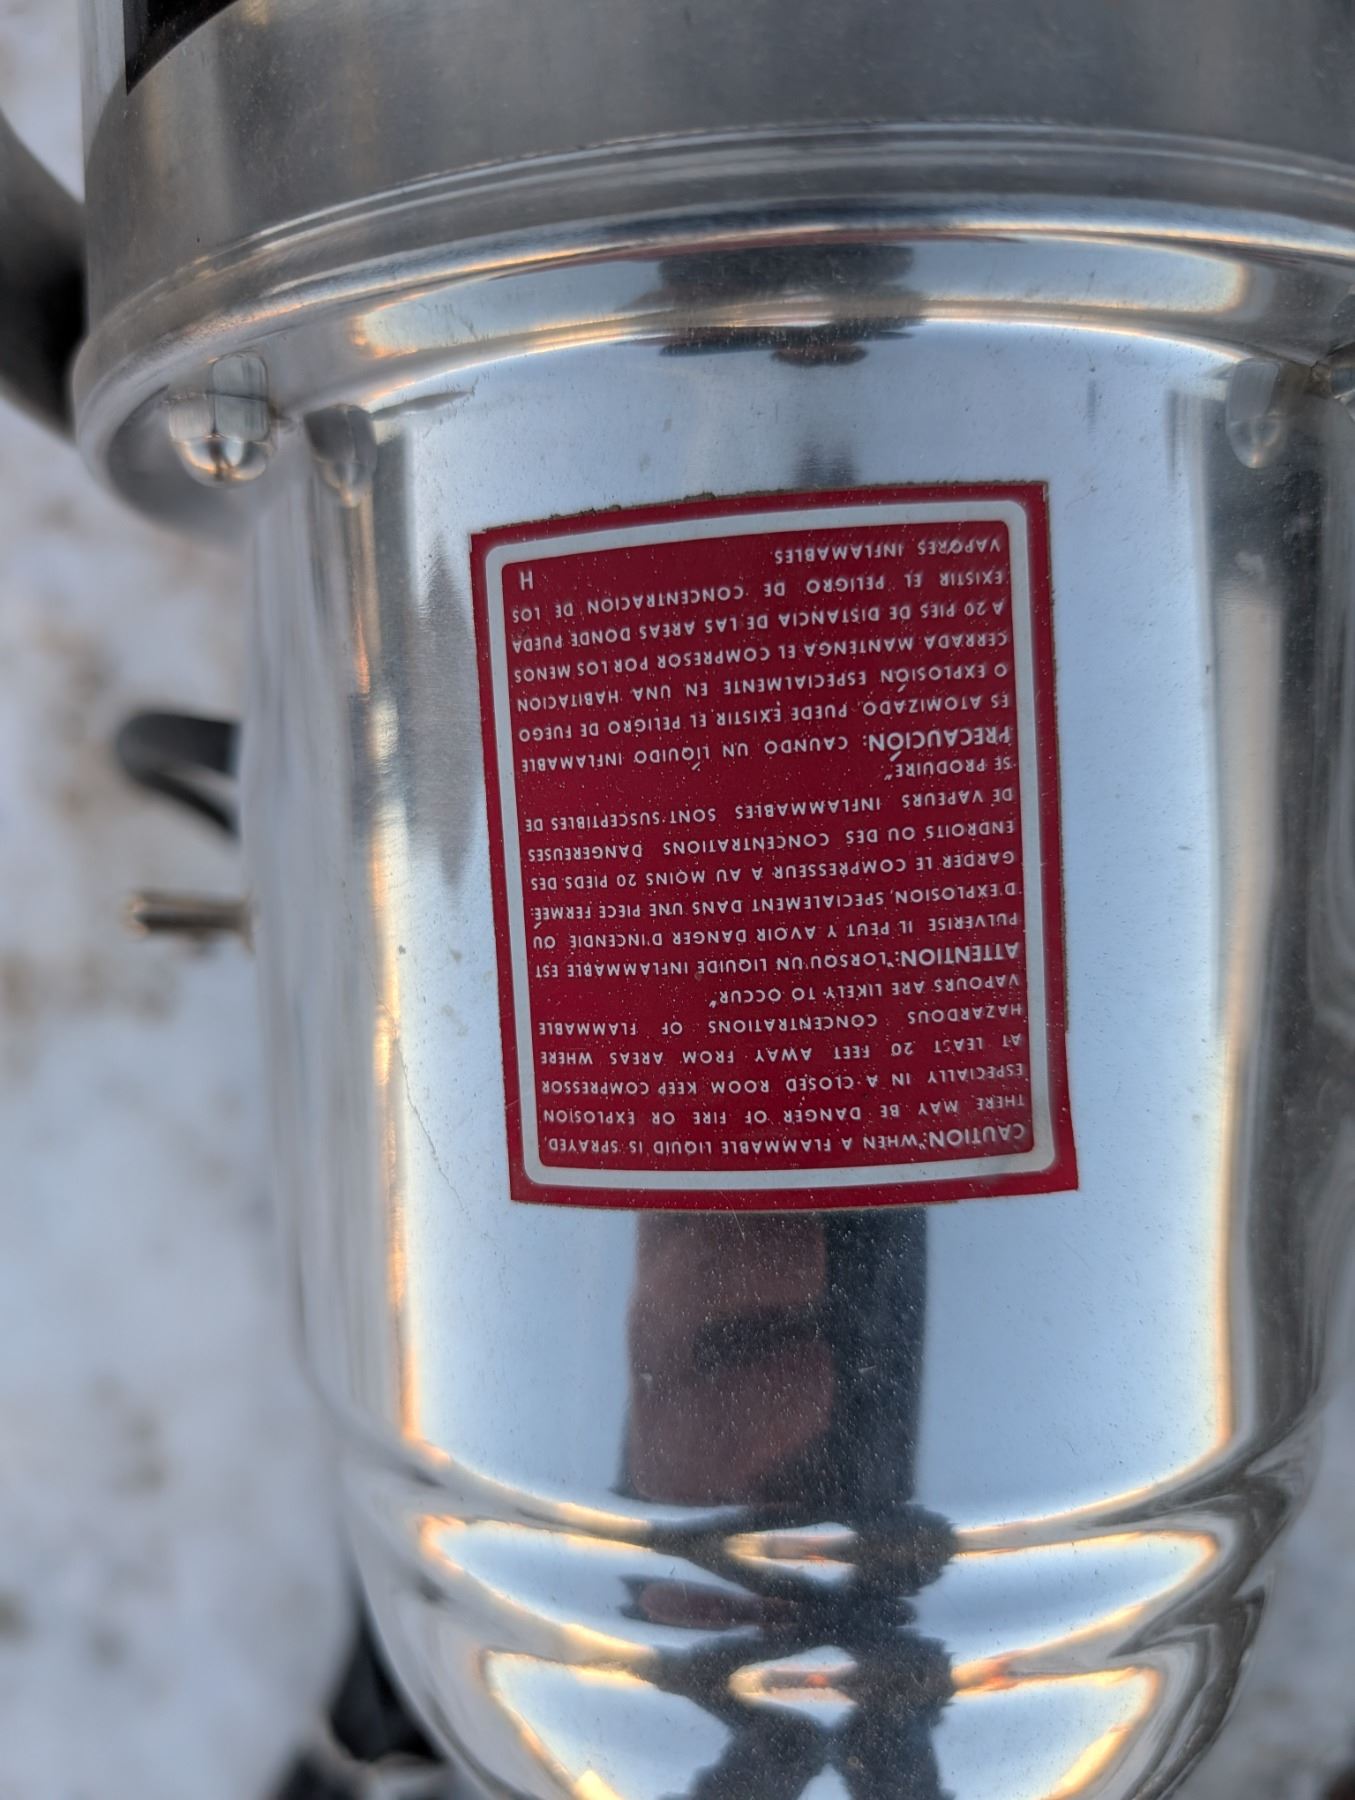 CAUTION: "WHEN A FLAMMABLE LIQUID IS SPRAYED,
THERE MAY BE DANGER OF FIRE OR EXPLOSION
ESPECIALLY IN A CLOSED ROOM KEEP COMPRESSOR
AT LEAST 20 FEET AWAY FROM AREAS WHERE
HAZARDOUS CONCENTRATIONS OF FLAMMABLE
VAPOURS ARE LIKELY TO OCCUR"
ATTENTION: "LORSQU'UN LIQUIDE INFLAMMABLE EST
PULVERISE IL PEUT Y AVOIR DANGER D'INCENDIE OU
D'EXPLOSION, SPECIALEMENT DANS UNE PIECE FERMÉE.
GARDER LE COMPRESSEUR A AU MOINS 20 PIEDS DES
ENDROITS OU DES CONCENTRATIONS DANGEREUSES
DE VAPEURS INFLAMMABLES SONT SUSCEPTIBLES DE
SE PRODUIRE"
PRECAUCIÓN: CAUNDO UN LÍQUIDO INFLAMABLE
ES ATOMIZADO, PUEDE EXISTIR EL PELIGRO DE FUEGO
O EXPLOSIÓN ESPECIALMENTE EN UNA HABITACION
CERRADA MANTENGA EL COMPRESOR POR LOS MENOS
A 20 PIES DE DISTANCIA DE LAS AREAS DONDE PUEDA
EXISTIR EL PELIGRO DE CONCENTRACION DE LOS
VAPORES INFLAMABLES H